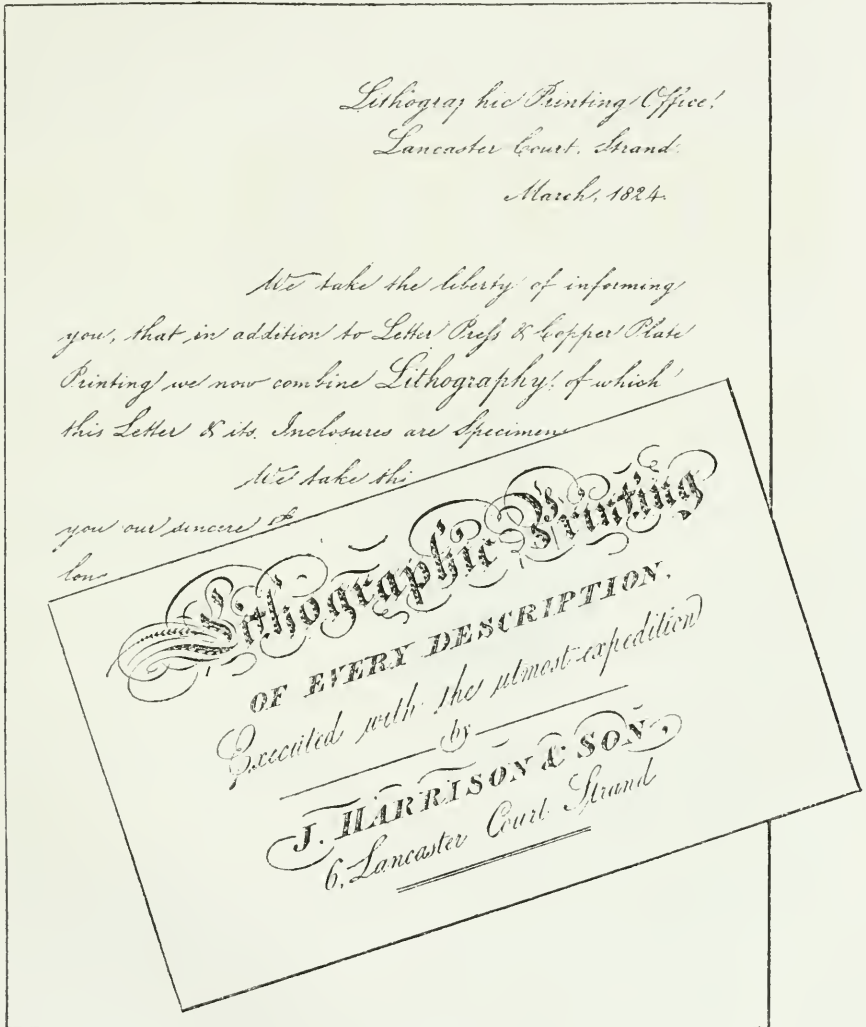 Lithographic Printing Office!
Lancaster Court. Strand.
March, 1824.
We take the liberty of informing
you, that in addition to Letter Preſs & Copper Plate
Printing we now combine Lithography! of which
this Letter & its. Inclosures are Specimens
We take thi
you our sincere
Lithographic Printing
OF EVERY DESCRIPTION,
Executed with the utmost expedition
by
J. HARRISON & SON,
6, Lancaster Court Strand